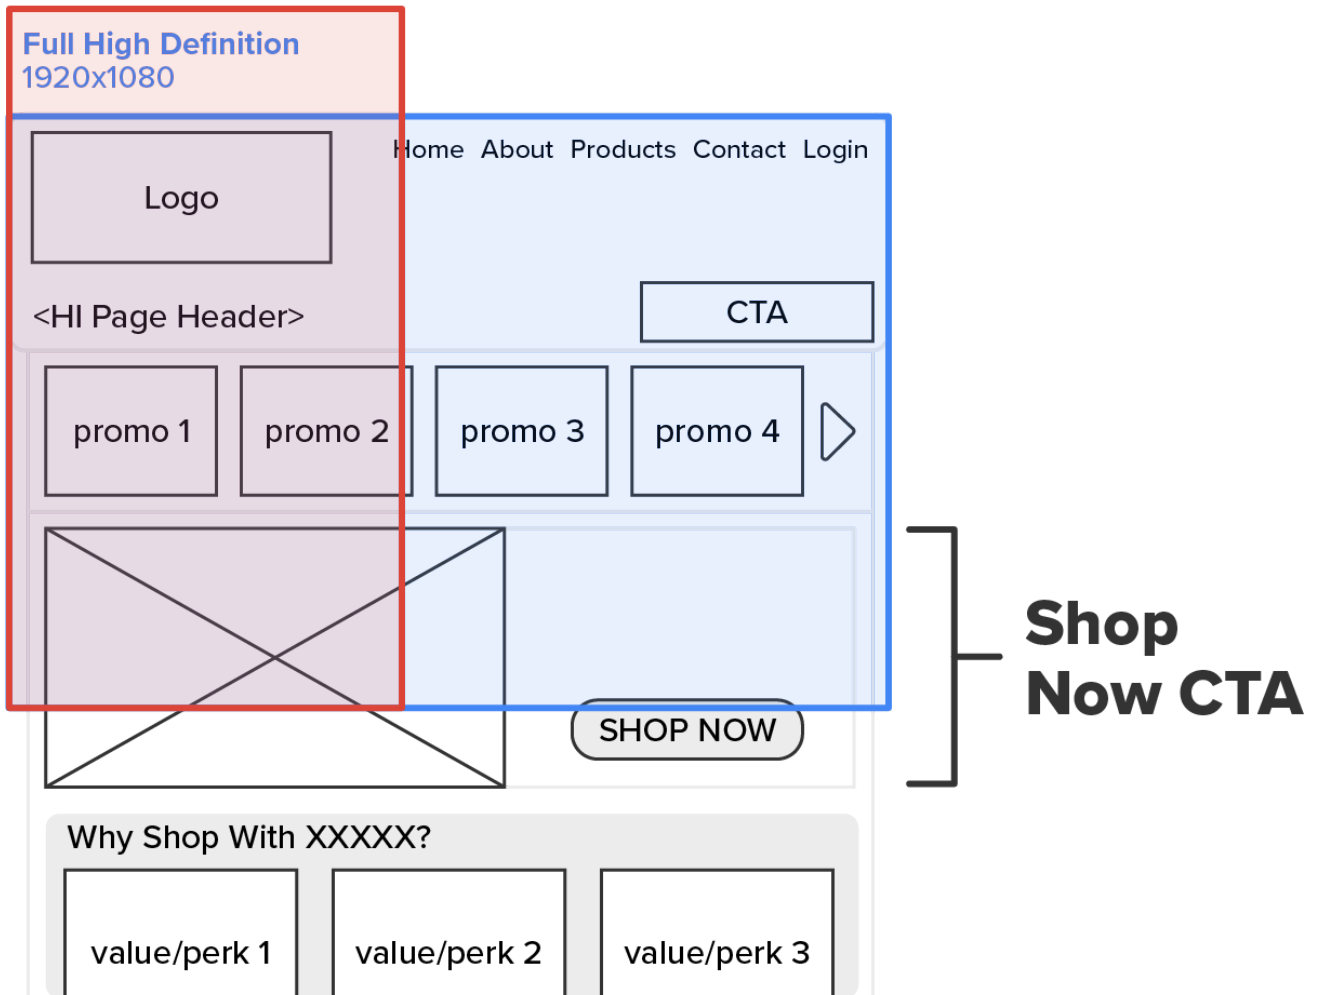 Full High Definition
1920x1080
Home About Products Contact Login
Logo
<HI Page Header>
CTA
promo 1 promo 2 promo 3 promo 4
Shop
Now CTA
SHOP NOW
Why Shop With XXXXX?
value/perk 1 value/perk 2 value/perk 3